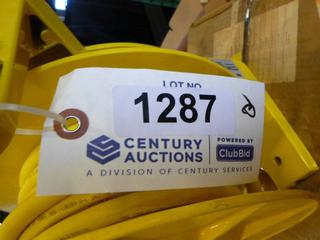 LOT NO.
1287
CENTURY
AUCTIONS
POWERED BY
ClubBid
A DIVISION OF CENTURY SERVICES